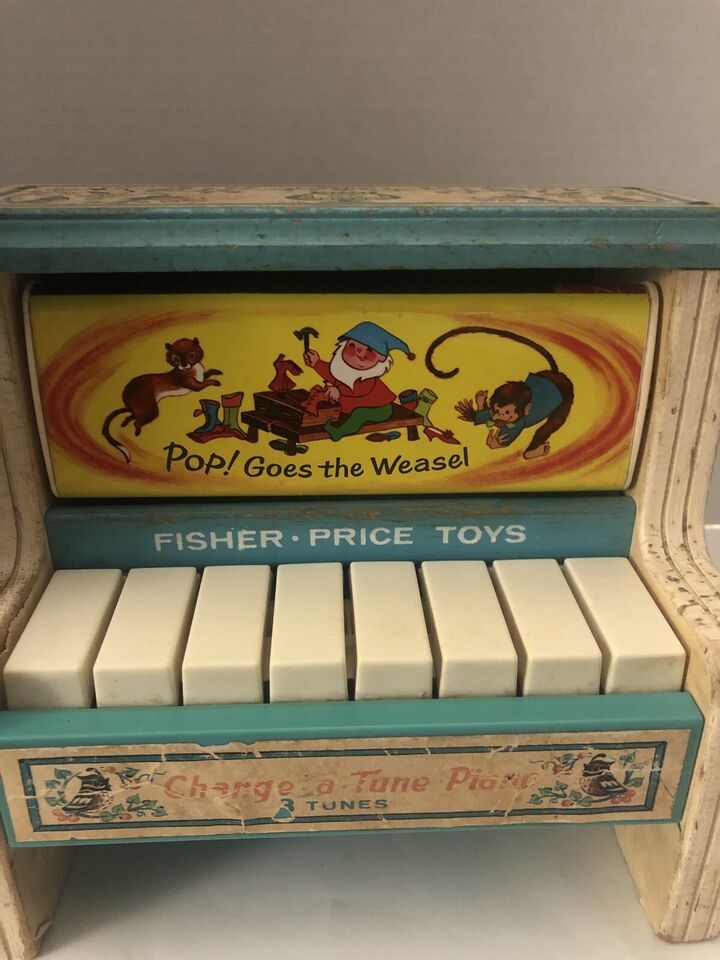 Pop! Goes the Weasel
FISHER·PRICE TOYS
Change-a-Tune Piano
3 TUNES